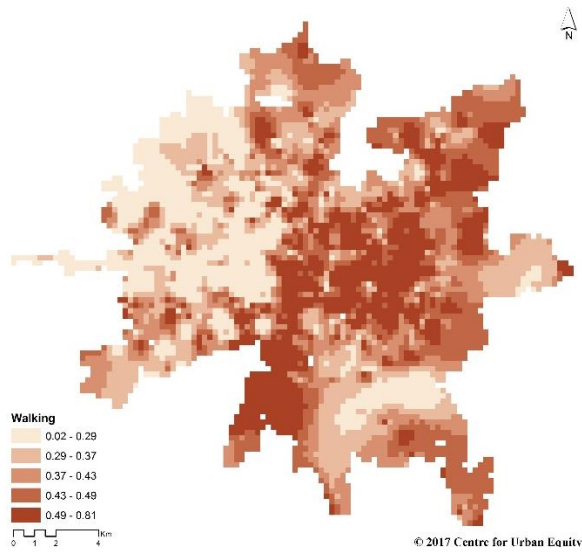 N
Walking
0.02 - 0.29
0.29 - 0.37
0.37 - 0.43
0.43 - 0.49
0.49 - 0.81
Km
0 1 2 4
© 2017 Centre for Urban Equity